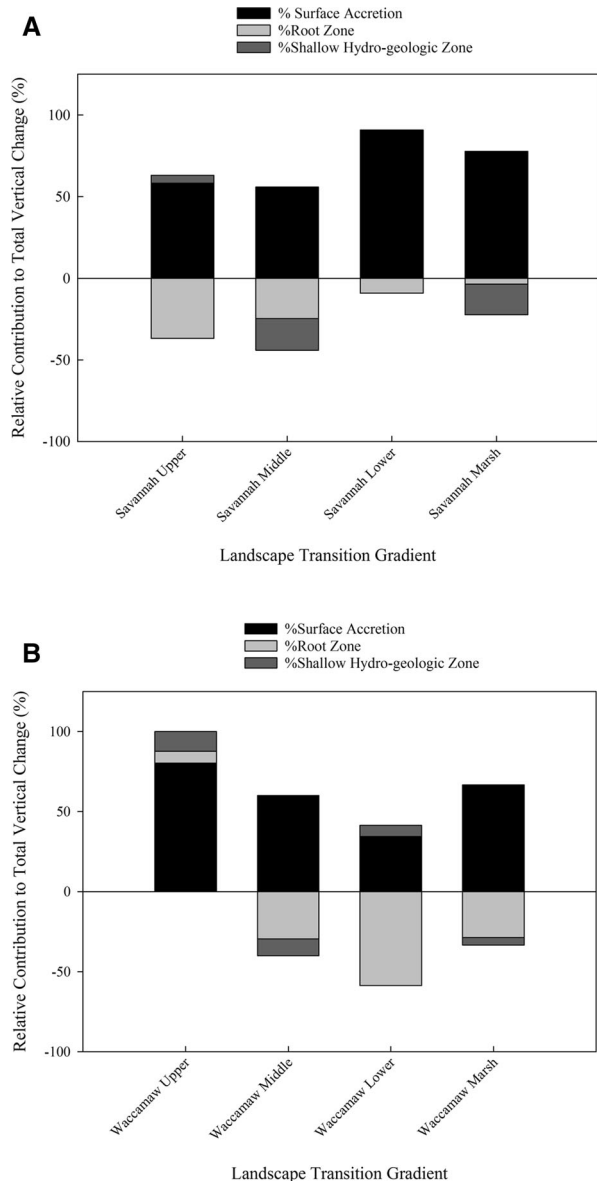 A
% Surface Accretion
%Root Zone
%Shallow Hydro-geologic Zone
Relative Contribution to Total Vertical Change (%)
100
50
0
-50
-100
Savannah Upper
Savannah Middle
Savannah Lower
Savannah Marsh
Landscape Transition Gradient
B
%Surface Accretion
%Root Zone
%Shallow Hydro-geologic Zone
Relative Contribution to Total Vertical Change (%)
100
50
0
-50
-100
Waccamaw Upper
Waccamaw Middle
Waccamaw Lower
Waccamaw Marsh
Landscape Transition Gradient